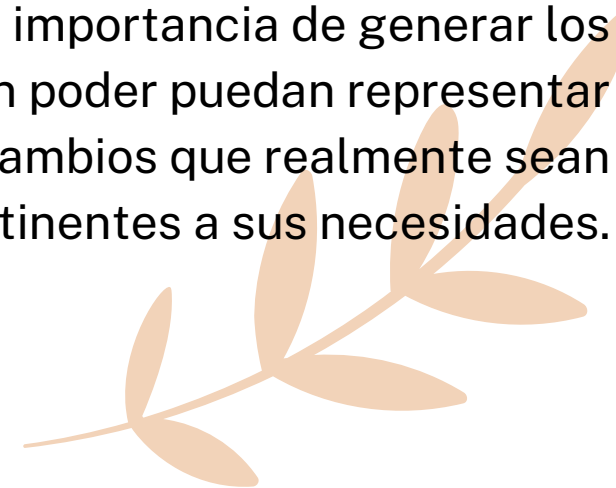 importancia de generar los
n poder puedan representar
ambios que realmente sean
tinentes a sus necesidades.